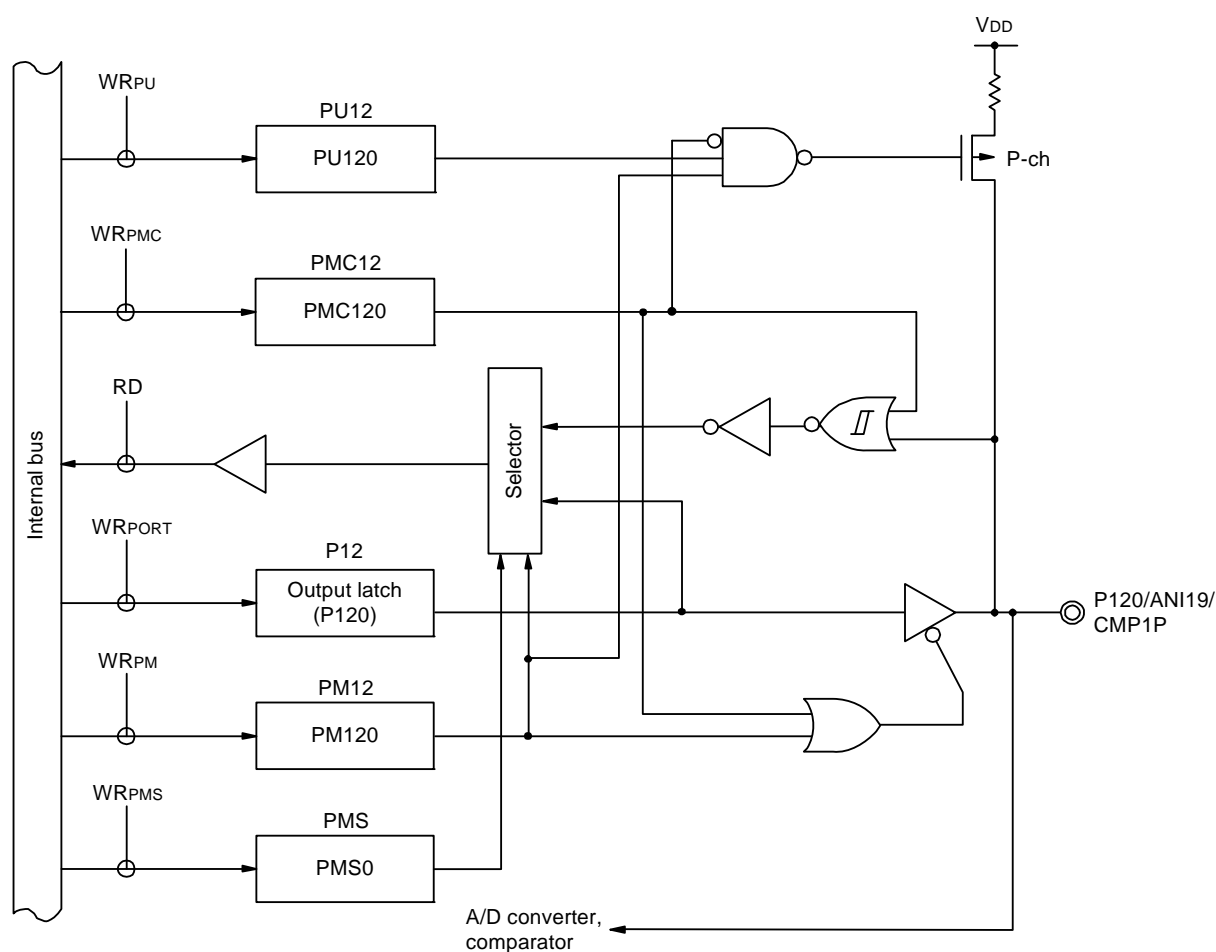 VDD
WRPU
PU12
PU120
P-ch
WRPMC
PMC12
PMC120
RD
Selector
Internal bus
WRPORT
P12
Output latch
(P120)
P120/ANI19/
CMP1P
WRPM
PM12
PM120
WRPMS
PMS
PMS0
A/D converter,
comparator